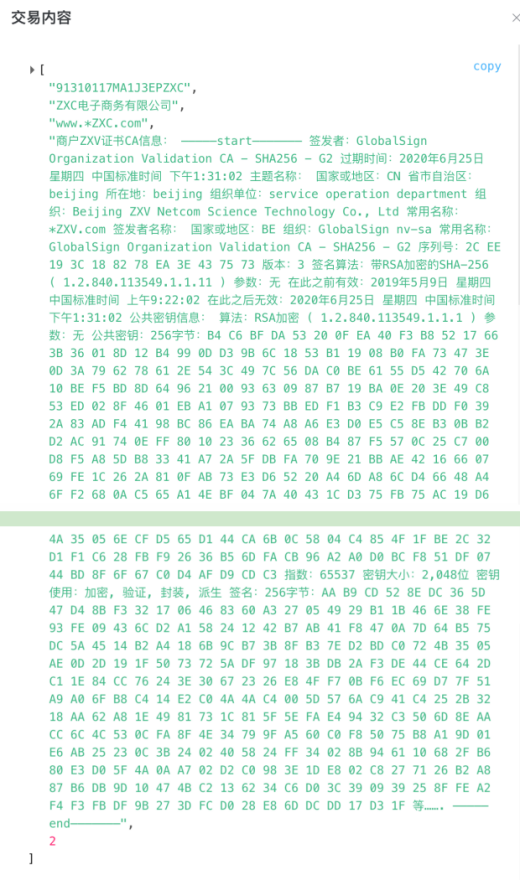 交易内容
×
copy
[
"91310117MA1J3EPZXC",
"ZXC电子商务有限公司",
"www.*ZXC.com",
"商户ZXV证书CA信息： —————start——————— 签发者：GlobalSign
Organization Validation CA - SHA256 - G2 过期时间：2020年6月25日
星期四 中国标准时间 下午1:31:02 主题名称： 国家或地区：CN 省市自治区：
beijing 所在地：beijing 组织单位：service operation department 组
织：Beijing ZXV Netcom Science Technology Co., Ltd 常用名称：
*ZXV.com 签发者名称： 国家或地区：BE 组织：GlobalSign nv-sa 常用名称：
GlobalSign Organization Validation CA - SHA256 - G2 序列号：2C EE
19 3C 18 82 78 EA 3E 43 75 73 版本：3 签名算法：带RSA加密的SHA-256
( 1.2.840.113549.1.1.11 ) 参数：无 在此之前有效：2019年5月9日 星期四
中国标准时间 上午9:22:02 在此之后无效：2020年6月25日 星期四 中国标准时间
下午1:31:02 公共密钥信息： 算法：RSA加密 ( 1.2.840.113549.1.1.1 ) 参
数：无 公共密钥：256字节：B4 C6 BF DA 53 20 0F EA 40 F3 B8 52 17 66
3B 36 01 8D 12 B4 99 0D D3 9B 6C 18 53 B1 19 08 B0 FA 73 47 3E
0D 3A 79 62 78 61 2E 54 3C 49 7C 56 DA C0 BE 61 55 D5 42 70 6A
10 BE F5 BD 8D 64 96 21 00 93 63 09 87 B7 19 BA 0E 20 3E 49 C8
53 ED 02 8F 46 01 EB A1 07 93 73 BB ED F1 B3 C9 E2 FB DD F0 39
2A 83 AD F4 41 98 BC 86 EA BA 74 A8 A6 E3 D0 E5 C5 8E B3 0B B2
D2 AC 91 74 0E FF 80 10 23 36 62 65 08 B4 87 F5 57 0C 25 C7 00
D8 F5 A8 5D B8 33 41 A7 2A 5F DB FA 70 9E 21 BB AE 42 16 66 07
69 FE 1C 26 2A 81 0F AB 73 E3 D6 52 20 A4 6D A8 6C D4 66 48 A4
6F F2 68 0A C5 65 A1 4E BF 04 7A 40 43 1C D3 75 FB 75 AC 19 D6
4A 35 05 6E CF D5 65 D1 44 CA 6B 0C 58 04 C4 85 4F 1F BE 2C 32
D1 F1 C6 28 FB F9 26 36 B5 6D FA CB 96 A2 A0 D0 BC F8 51 DF 07
44 BD 8F 6F 67 C0 D4 AF D9 CD C3 指数：65537 密钥大小：2,048位 密钥
使用：加密, 验证, 封装, 派生 签名：256字节：AA B9 CD 52 8E DC 36 5D
47 D4 8B F3 32 17 06 46 83 60 A3 27 05 49 29 B1 1B 46 6E 38 FE
93 FE 09 43 6C D2 A1 58 24 12 42 B7 AB 41 F8 47 0A 7D 64 B5 75
DC 5A 45 14 B2 A4 18 6B 9C B7 3B 8F B3 7E D2 BD C0 72 4B 35 05
AE 0D 2D 19 1F 50 73 72 5A DF 97 18 3B DB 2A F3 DE 44 CE 64 2D
C1 1E 84 CC 76 24 3E 30 67 23 26 E8 4F F7 0B F6 EC 69 D7 7F 51
A9 A0 6F B8 C4 14 E2 C0 4A 4A C4 00 5D 57 6A C9 41 C4 25 2B 32
18 AA 62 A8 1E 49 81 73 1C 81 5F 5E FA E4 94 32 C3 50 6D 8E AA
CC 6C 4C 53 0C FA 8F 4E 34 79 9F A5 60 C0 F8 50 75 B8 A1 9D 01
E6 AB 25 23 0C 3B 24 02 40 58 24 FF 34 02 8B 94 61 10 68 2F B6
80 E3 D0 5F 4A 0A A7 02 D2 C0 98 3E 1D E8 02 C8 27 71 26 B2 A8
87 B6 DB 9D 10 47 4B C2 13 62 34 C6 D0 3C 39 09 39 25 8F FE A2
F4 F3 FB DF 9B 27 3D FC D0 28 E8 6D DC DD 17 D3 1F 等……. —————
end————————",
2
]